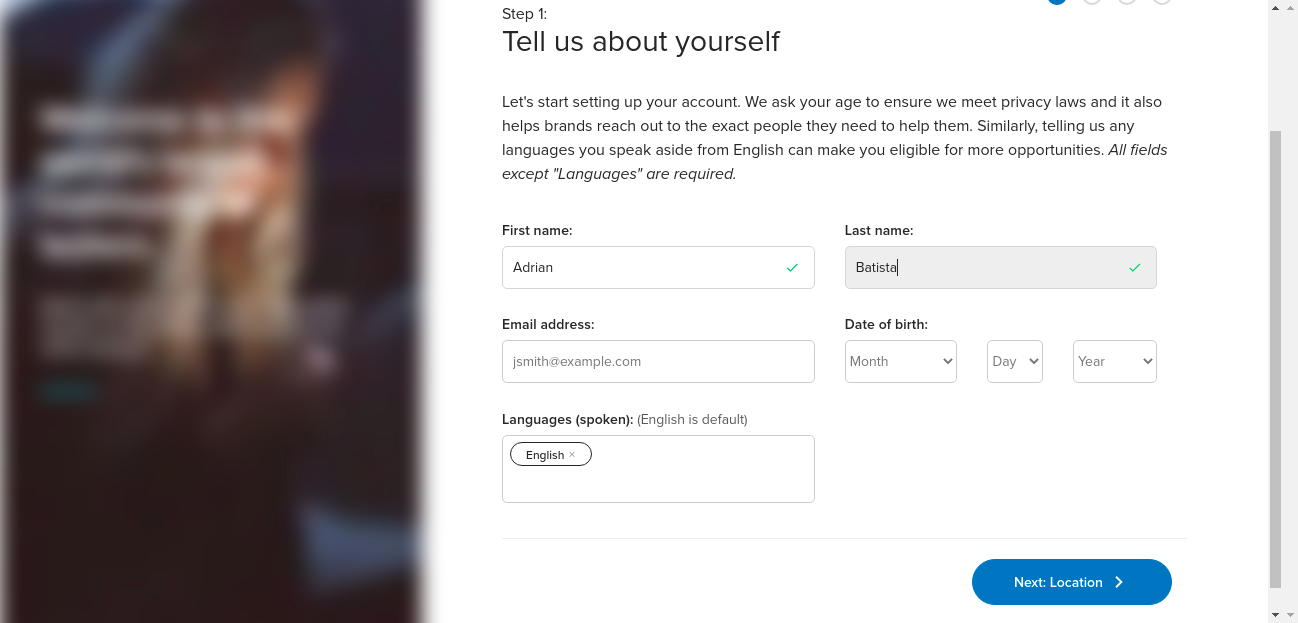 Step 1:
Tell us about yourself
Let's start setting up your account. We ask your age to ensure we meet privacy laws and it also
helps brands reach out to the exact people they need to help them. Similarly, telling us any
languages you speak aside from English can make you eligible for more opportunities. All fields
except "Languages" are required.
First name:
Last name:
Adrian
Batista
Email address:
Date of birth:
jsmith@example.com
Month
Day
Year
Languages (spoken): (English is default)
English ×
Next: Location